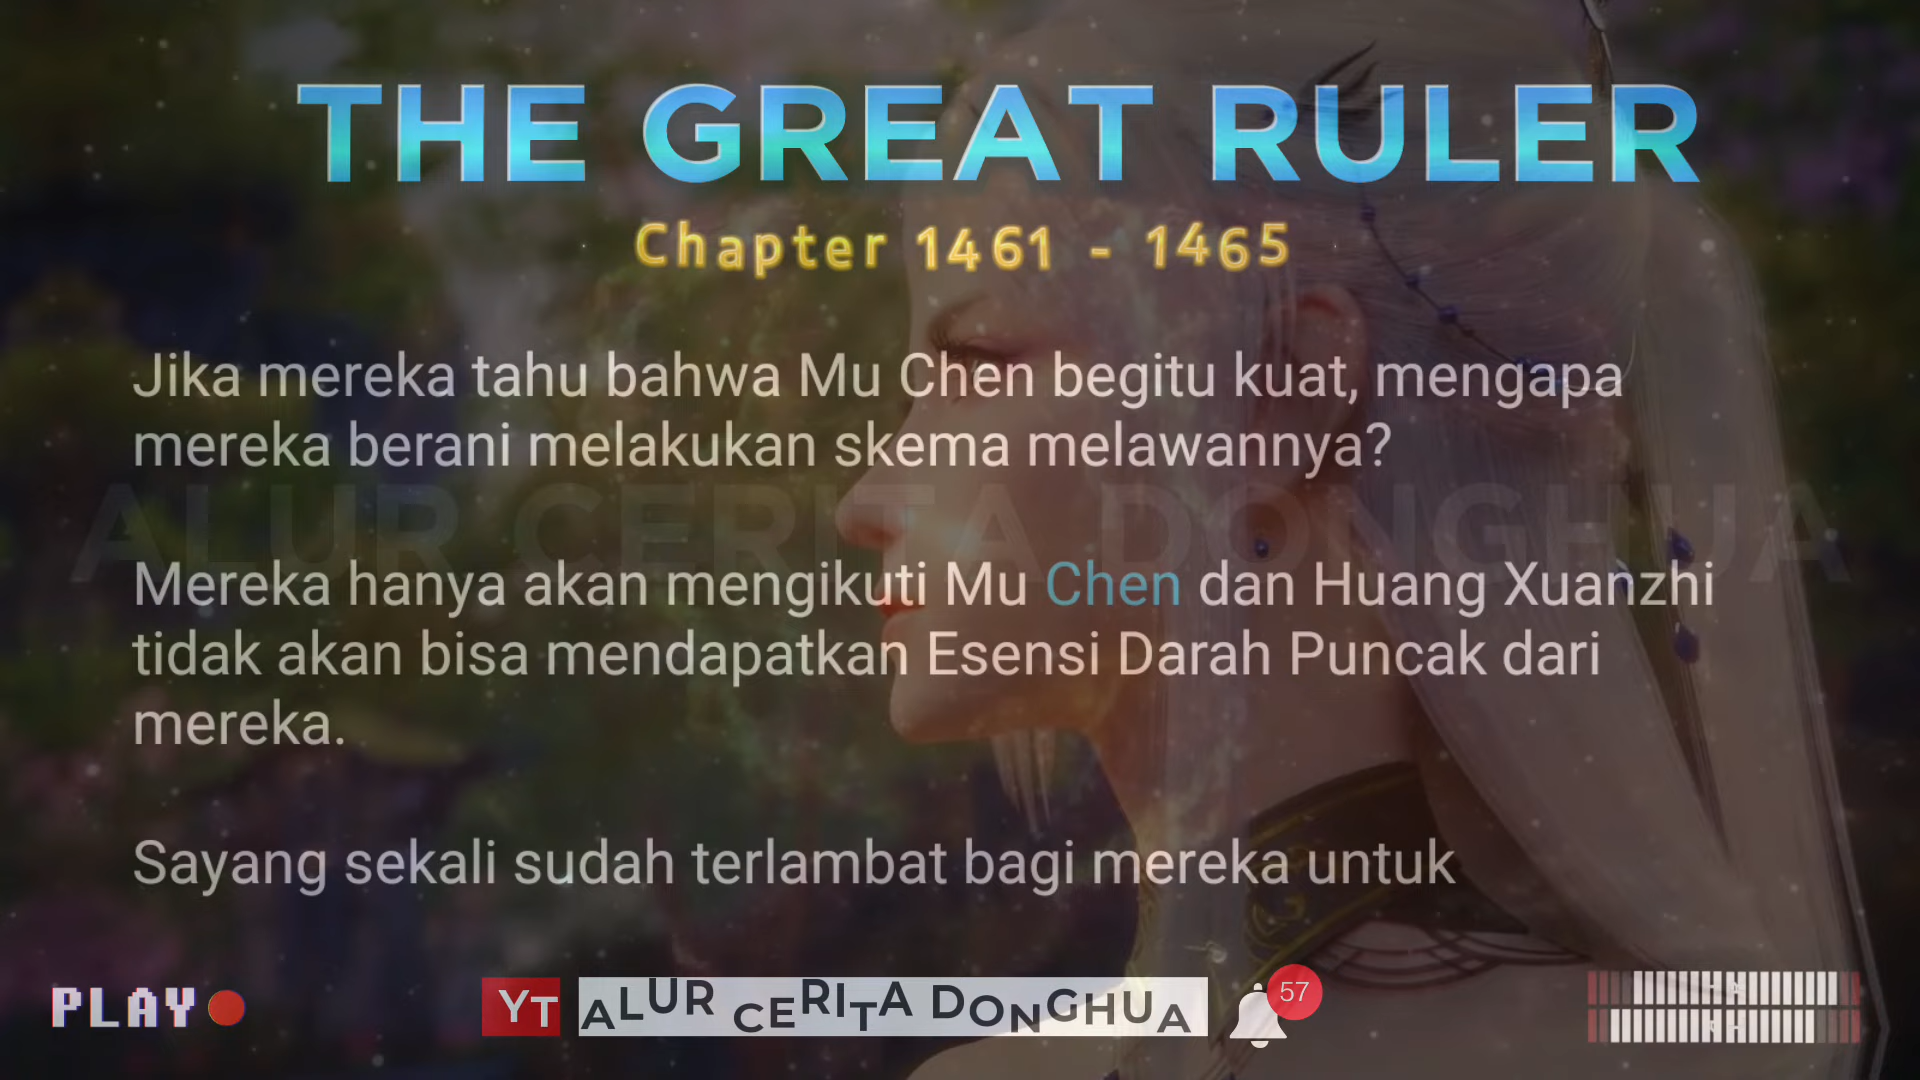 THE GREAT RULER
Chapter 1461 - 1465
Jika mereka tahu bahwa Mu Chen begitu kuat, mengapa
mereka berani melakukan skema melawannya?
ALUR CERITA DONGHUA
Mereka hanya akan mengikuti Mu Chen dan Huang Xuanzhi
tidak akan bisa mendapatkan Esensi Darah Puncak dari
mereka.
Sayang sekali sudah terlambat bagi mereka untuk
PLAY
YT ALUR CERITA DONGHUA
57